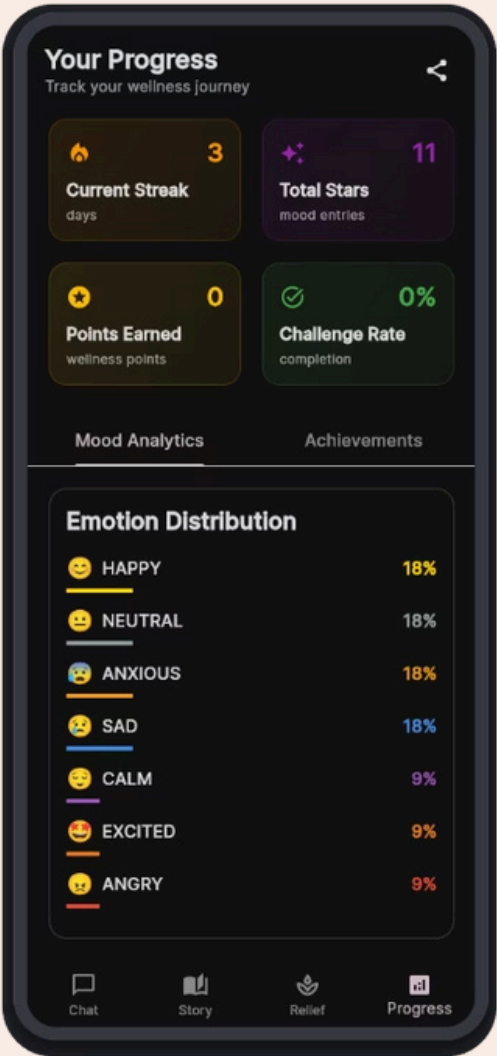 Your Progress
Track your wellness journey
3
Current Streak
days
11
Total Stars
mood entries
0
Points Earned
wellness points
0%
Challenge Rate
completion
Mood Analytics
Achievements
Emotion Distribution
HAPPY 18%
NEUTRAL 18%
ANXIOUS 18%
SAD 18%
CALM 9%
EXCITED 9%
ANGRY 9%
Chat
Story
Relief
Progress